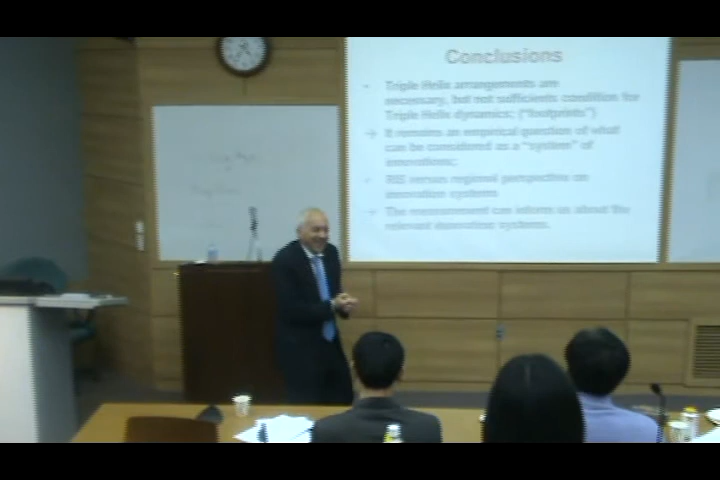 Conclusions
Triple Helix arrangements are
necessary, but not sufficient condition for
Triple Helix dynamics; ("footprints")
It remains an empirical question of what
can be considered as a "system" of
innovations;
RIS versus regional perspective on
innovation systems
The measurement can inform us about the
relevant innovation systems.